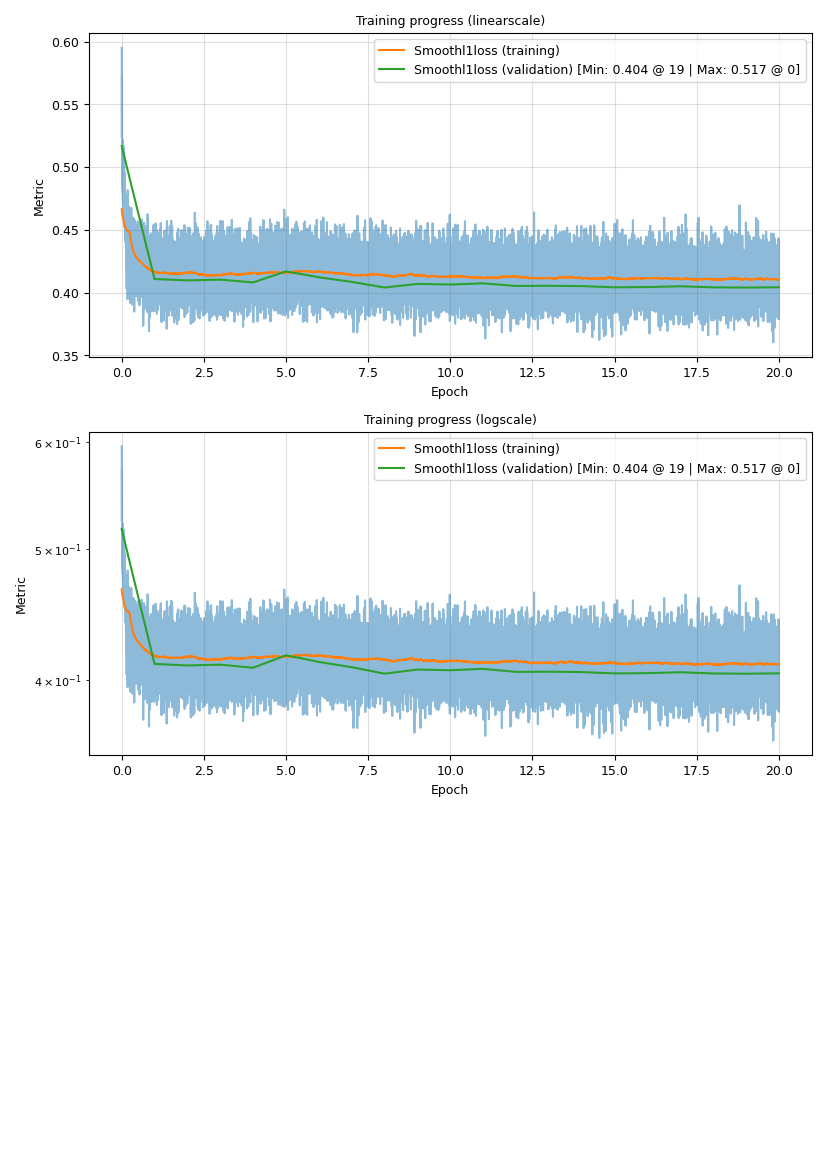 Training progress (linearscale)
Smoothl1loss (training)
Smoothl1loss (validation) [Min: 0.404 @ 19 | Max: 0.517 @ 0]
0.60
0.55
0.50
0.45
0.40
0.35
Metric
0.0 2.5 5.0 7.5 10.0 12.5 15.0 17.5 20.0
Epoch
Training progress (logscale)
Smoothl1loss (training)
Smoothl1loss (validation) [Min: 0.404 @ 19 | Max: 0.517 @ 0]
6 × 10⁻¹
5 × 10⁻¹
4 × 10⁻¹
Metric
0.0 2.5 5.0 7.5 10.0 12.5 15.0 17.5 20.0
Epoch